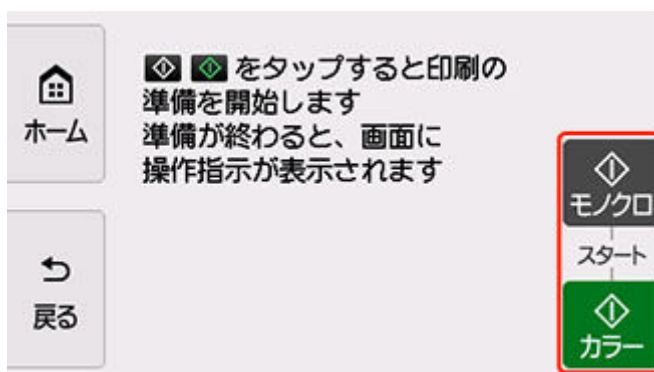 ホーム
戻る
をタップすると印刷の
準備を開始します
準備が終わると、画面に
操作指示が表示されます
モノクロ
スタート
カラー